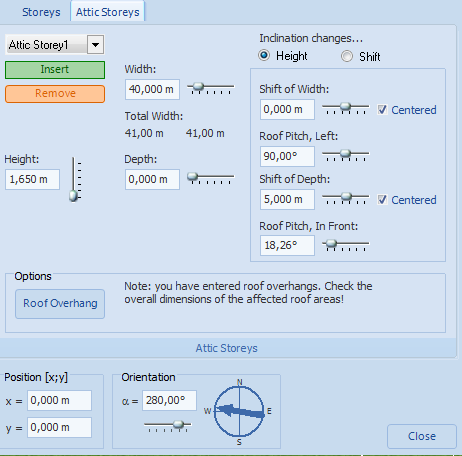 Storeys Attic Storeys
Attic Storey1
Inclination changes...
Height Shift
Insert
Remove
Width:
40,000 m
Total Width:
41,00 m 41,00 m
Height:
1,650 m
Depth:
0,000 m
Shift of Width:
0,000 m Centered
Roof Pitch, Left:
90,00°
Shift of Depth:
5,000 m Centered
Roof Pitch, In Front:
18,26°
Options
Roof Overhang
Note: you have entered roof overhangs. Check the
overall dimensions of the affected roof areas!
Attic Storeys
Position [x;y]
x = 0,000 m
y = 0,000 m
Orientation
α = 280,00°
N
W E
S
Close